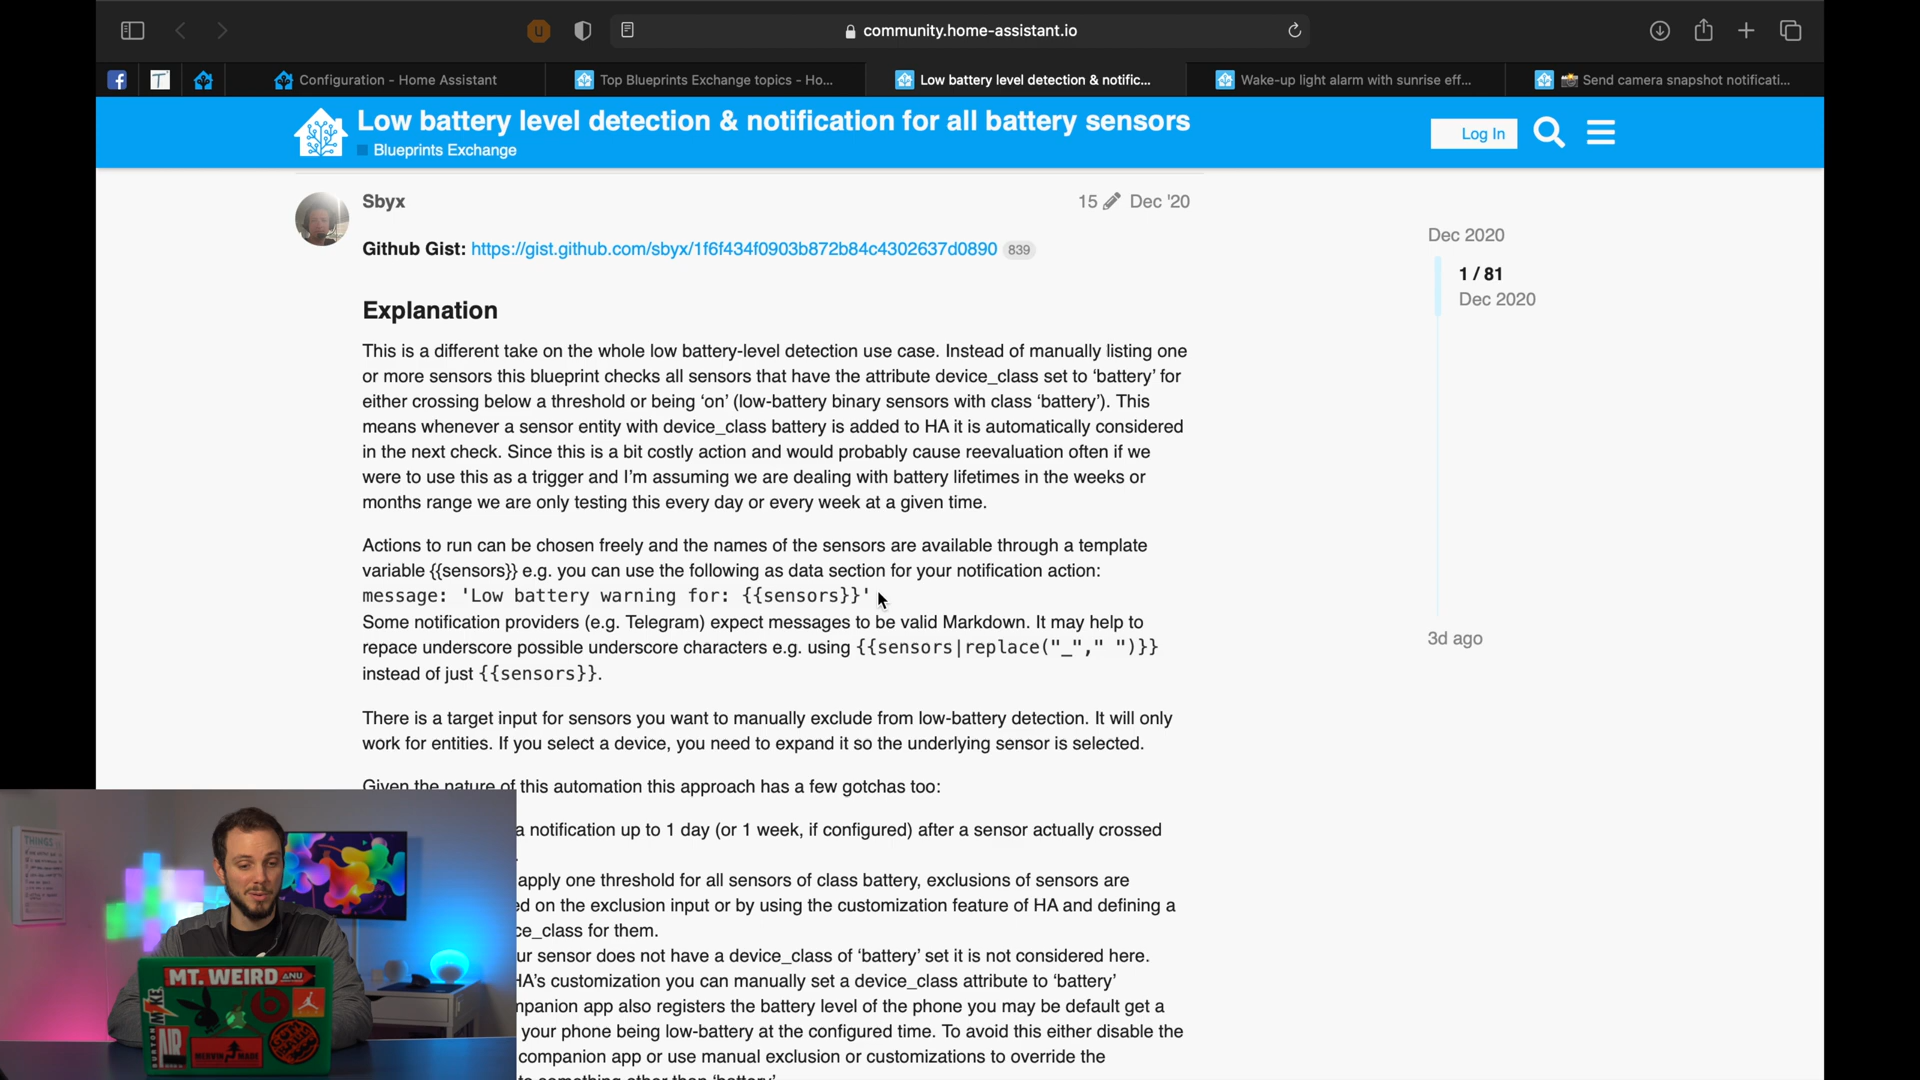 community.home-assistant.io
Configuration - Home Assistant
Top Blueprints Exchange topics - Ho...
Low battery level detection & notific...
Wake-up light alarm with sunrise eff...
📸 Send camera snapshot notificati...
Low battery level detection & notification for all battery sensors
Blueprints Exchange
Log In
Sbyx
15
Dec '20
Github Gist: https://gist.github.com/sbyx/1f6f434f0903b872b84c4302637d0890 839
Dec 2020
1 / 81
Dec 2020
3d ago
Explanation
This is a different take on the whole low battery-level detection use case. Instead of manually listing one
or more sensors this blueprint checks all sensors that have the attribute device_class set to ‘battery’ for
either crossing below a threshold or being ‘on’ (low-battery binary sensors with class ‘battery’). This
means whenever a sensor entity with device_class battery is added to HA it is automatically considered
in the next check. Since this is a bit costly action and would probably cause reevaluation often if we
were to use this as a trigger and I’m assuming we are dealing with battery lifetimes in the weeks or
months range we are only testing this every day or every week at a given time.
Actions to run can be chosen freely and the names of the sensors are available through a template
variable {{sensors}} e.g. you can use the following as data section for your notification action:
message: 'Low battery warning for: {{sensors}}'
Some notification providers (e.g. Telegram) expect messages to be valid Markdown. It may help to
repace underscore possible underscore characters e.g. using {{sensors|replace("_"," ")}}
instead of just {{sensors}}.
There is a target input for sensors you want to manually exclude from low-battery detection. It will only
work for entities. If you select a device, you need to expand it so the underlying sensor is selected.
Given the nature of this automation this approach has a few gotchas too:
a notification up to 1 day (or 1 week, if configured) after a sensor actually crossed
apply one threshold for all sensors of class battery, exclusions of sensors are
ed on the exclusion input or by using the customization feature of HA and defining a
ce_class for them.
ur sensor does not have a device_class of ‘battery’ set it is not considered here.
HA’s customization you can manually set a device_class attribute to ‘battery’
npanion app also registers the battery level of the phone you may be default get a
your phone being low-battery at the configured time. To avoid this either disable the
companion app or use manual exclusion or customizations to override the
to something other than ‘battery’
THINGS
MT. WEIRD
ANU
AIR